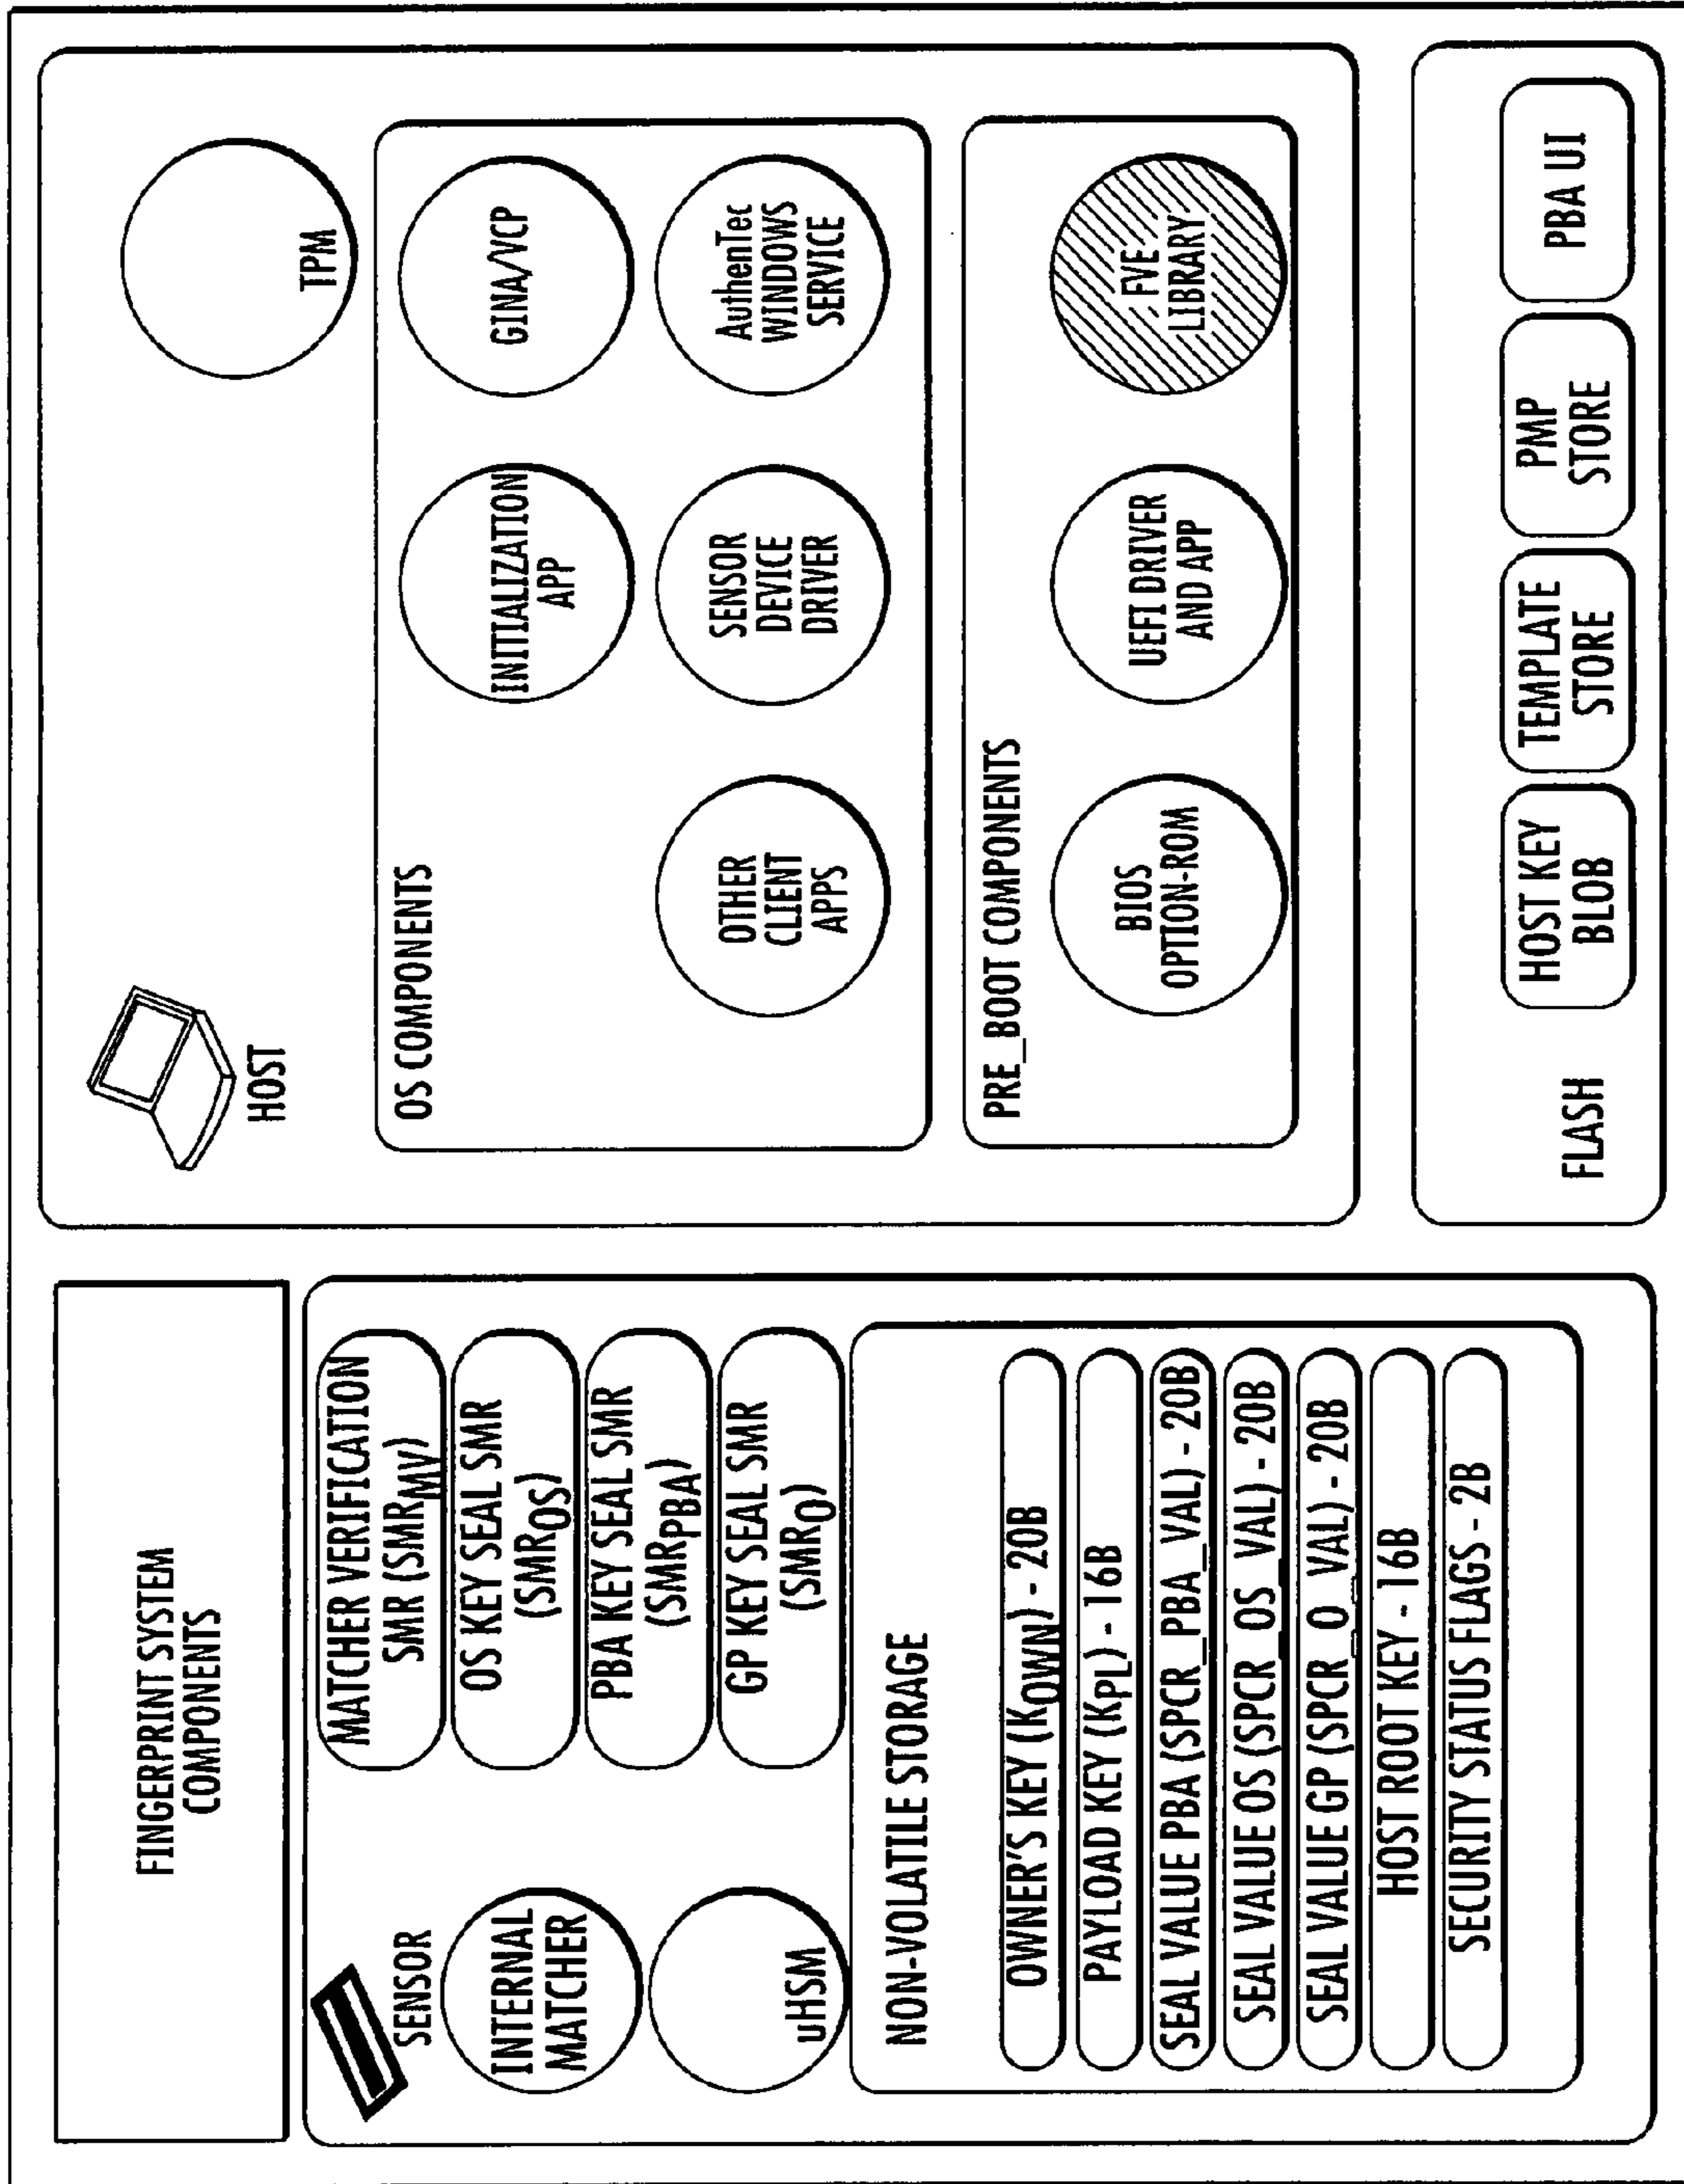 FINGERPRINT SYSTEM
COMPONENTS
SENSOR
INTERNAL
MATCHER
uHSM
MATCHER VERIFICATION
SMR (SMRMV)
OS KEY SEAL SMR
(SMROS)
PBA KEY SEAL SMR
(SMRPBA)
GP KEY SEAL SMR
(SMRO)
NON-VOLATILE STORAGE
OWNER'S KEY (KOWN) - 20B
PAYLOAD KEY (KPL) - 16B
SEAL VALUE PBA (SPCR_PBA_VAL) - 20B
SEAL VALUE OS (SPCR_OS_VAL) - 20B
SEAL VALUE GP (SPCR_O_VAL) - 20B
HOST ROOT KEY - 16B
SECURITY STATUS FLAGS - 2B
HOST
TPM
OS COMPONENTS
INITIALIZATION
APP
GINA/VCP
OTHER
CLIENT
APPS
SENSOR
DEVICE
DRIVER
AuthenTec
WINDOWS
SERVICE
PRE_BOOT COMPONENTS
BIOS
OPTION-ROM
UEFI DRIVER
AND APP
FVE
LIBRARY
FLASH
HOST KEY
BLOB
TEMPLATE
STORE
PMP
STORE
PBA UI